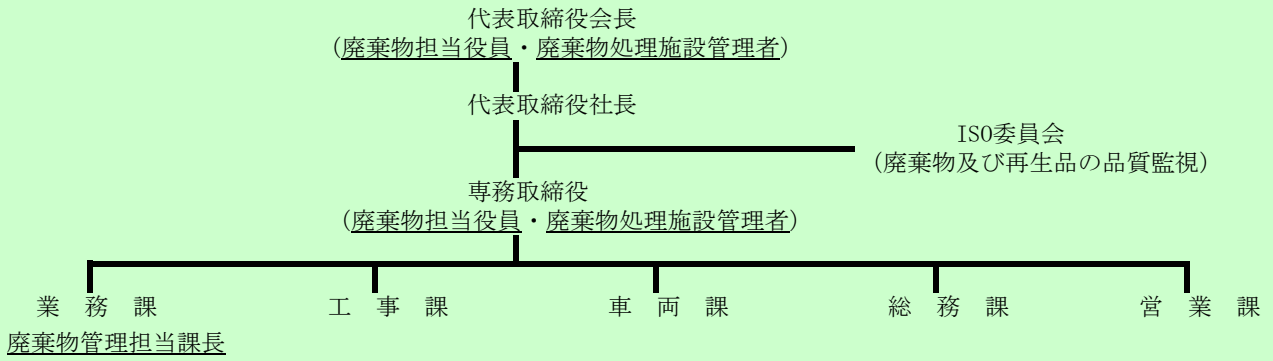 代表取締役会長
（廃棄物担当役員・廃棄物処理施設管理者）
代表取締役社長
ISO委員会
（廃棄物及び再生品の品質監視）
専務取締役
（廃棄物担当役員・廃棄物処理施設管理者）
業　務　課　工　事　課　車　両　課　総　務　課　営　業　課
廃棄物管理担当課長